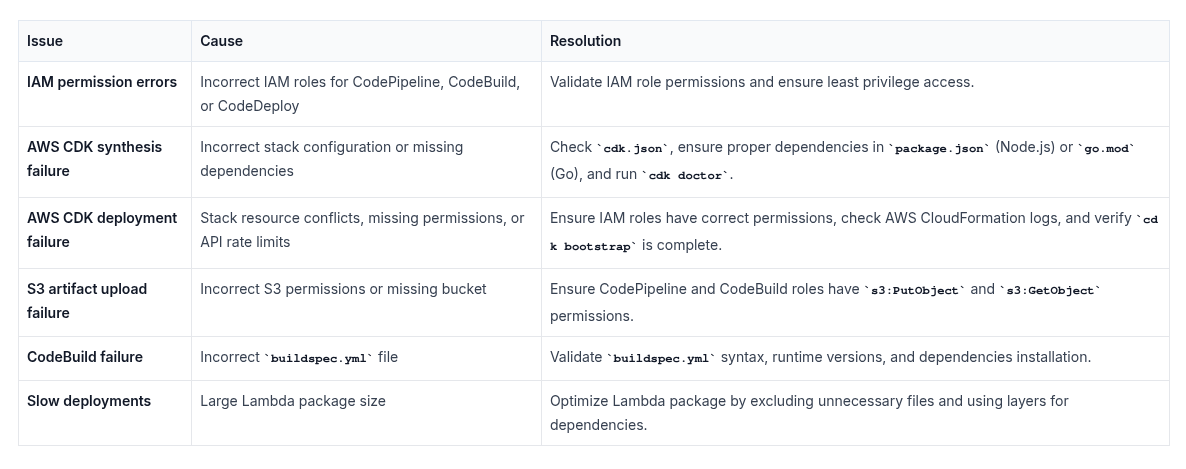 Issue Cause Resolution
IAM permission errors Incorrect IAM roles for CodePipeline, CodeBuild, Validate IAM role permissions and ensure least privilege access.
or CodeDeploy
AWS CDK synthesis Incorrect stack configuration or missing Check `cdk.json`, ensure proper dependencies in `package.json` (Node.js) or `go.mod`
failure dependencies (Go), and run `cdk doctor`.
AWS CDK deployment Stack resource conflicts, missing permissions, or Ensure IAM roles have correct permissions, check AWS CloudFormation logs, and verify `cd
failure API rate limits k bootstrap` is complete.
S3 artifact upload Incorrect S3 permissions or missing bucket Ensure CodePipeline and CodeBuild roles have `s3:PutObject` and `s3:GetObject`
failure permissions.
CodeBuild failure Incorrect `buildspec.yml` file Validate `buildspec.yml` syntax, runtime versions, and dependencies installation.
Slow deployments Large Lambda package size Optimize Lambda package by excluding unnecessary files and using layers for
dependencies.